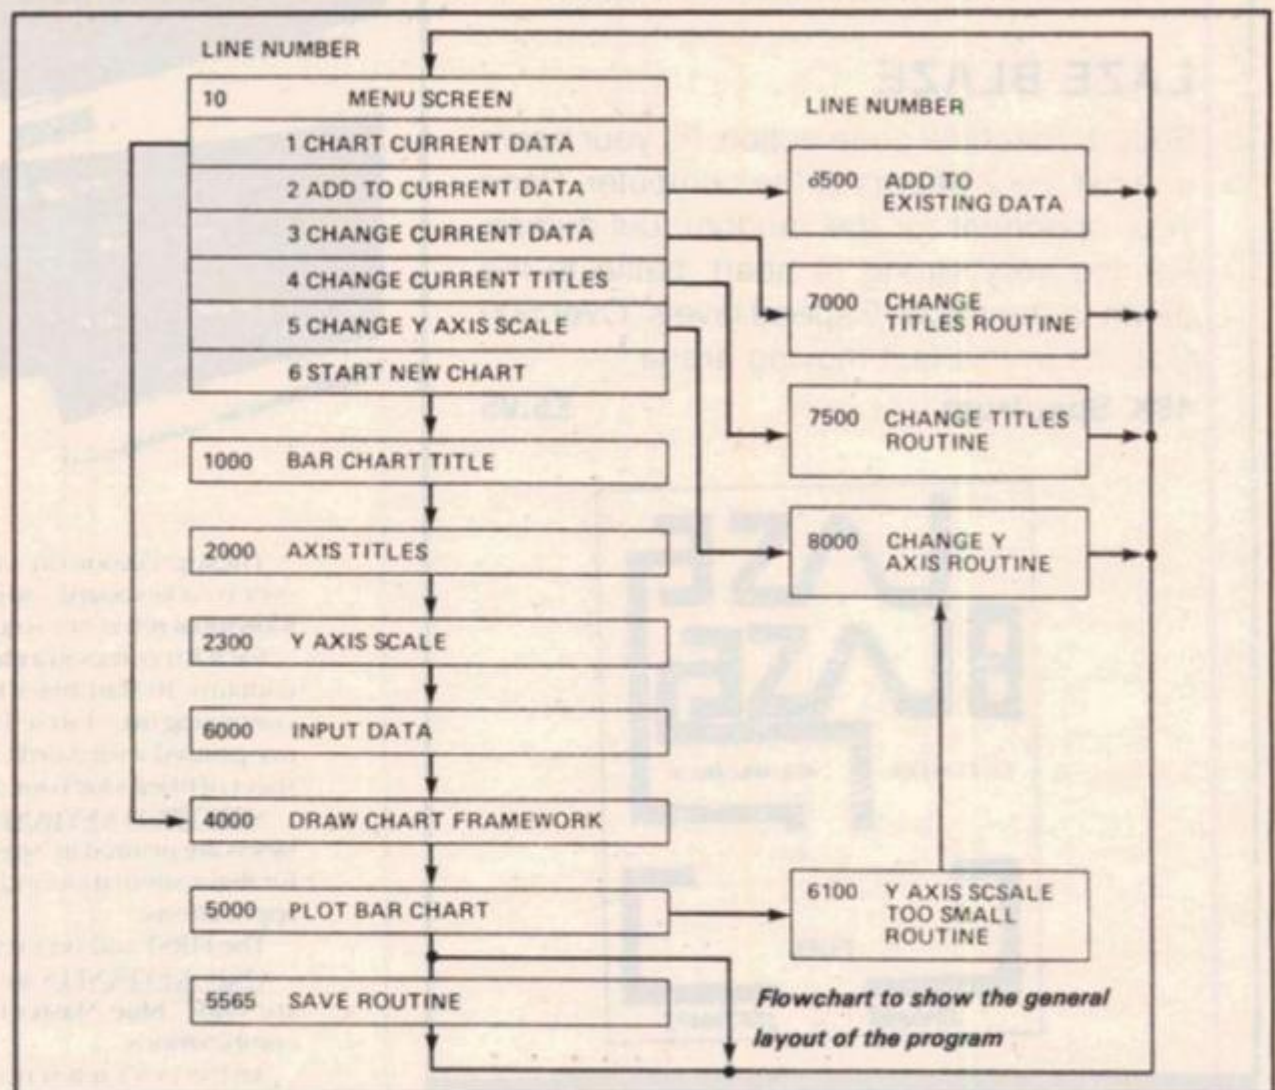 LINE NUMBER
10 MENU SCREEN
1 CHART CURRENT DATA
2 ADD TO CURRENT DATA
3 CHANGE CURRENT DATA
4 CHANGE CURRENT TITLES
5 CHANGE Y AXIS SCALE
6 START NEW CHART
1000 BAR CHART TITLE
2000 AXIS TITLES
2300 Y AXIS SCALE
6000 INPUT DATA
4000 DRAW CHART FRAMEWORK
5000 PLOT BAR CHART
5565 SAVE ROUTINE
LINE NUMBER
6500 ADD TO
EXISTING DATA
7000 CHANGE
TITLES ROUTINE
7500 CHANGE TITLES
ROUTINE
8000 CHANGE Y
AXIS ROUTINE
6100 Y AXIS SCSALE
TOO SMALL
ROUTINE
Flowchart to show the general
layout of the program